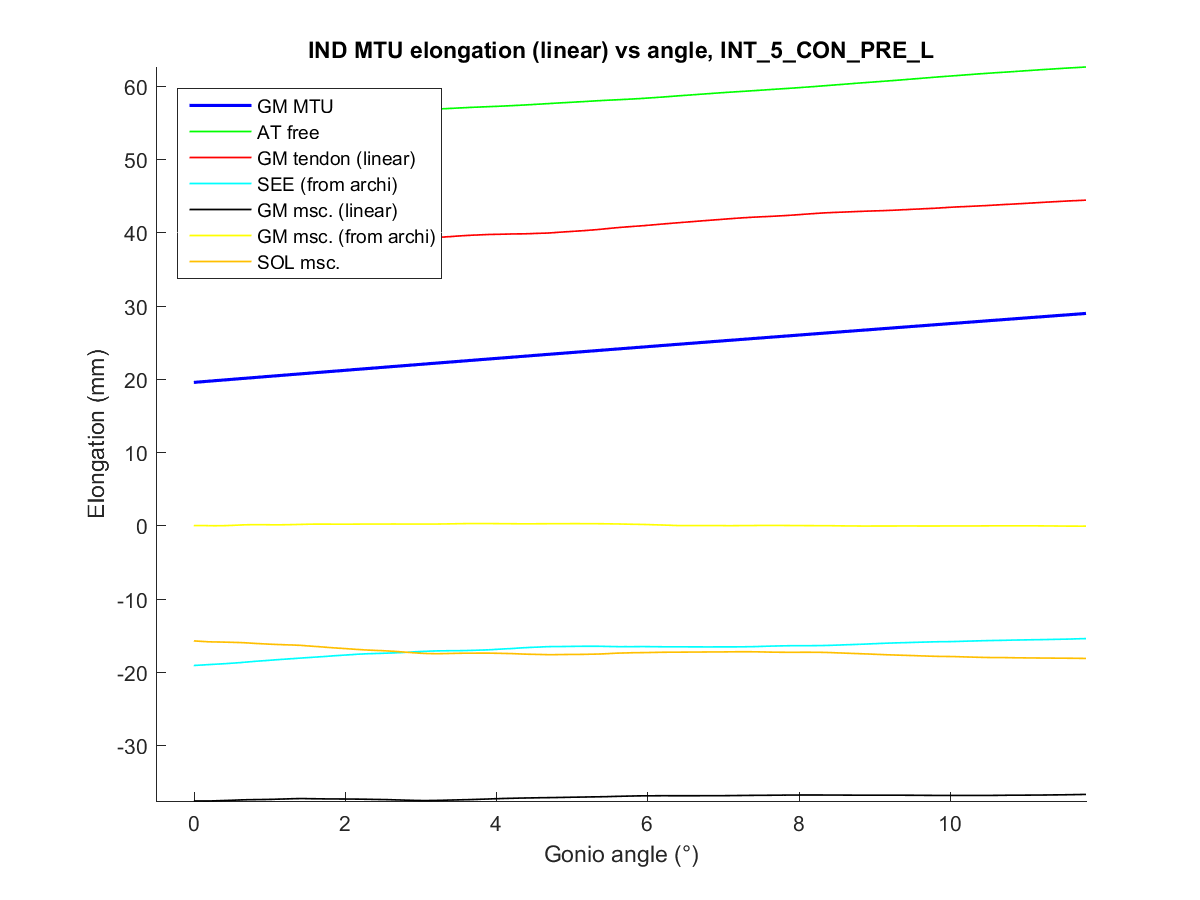 IND MTU elongation (linear) vs angle, INT_5_CON_PRE_L
60
50
40
30
20
10
0
-10
-20
-30
Elongation (mm)
GM MTU
AT free
GM tendon (linear)
SEE (from archi)
GM msc. (linear)
GM msc. (from archi)
SOL msc.
0 2 4 6 8 10
Gonio angle (°)